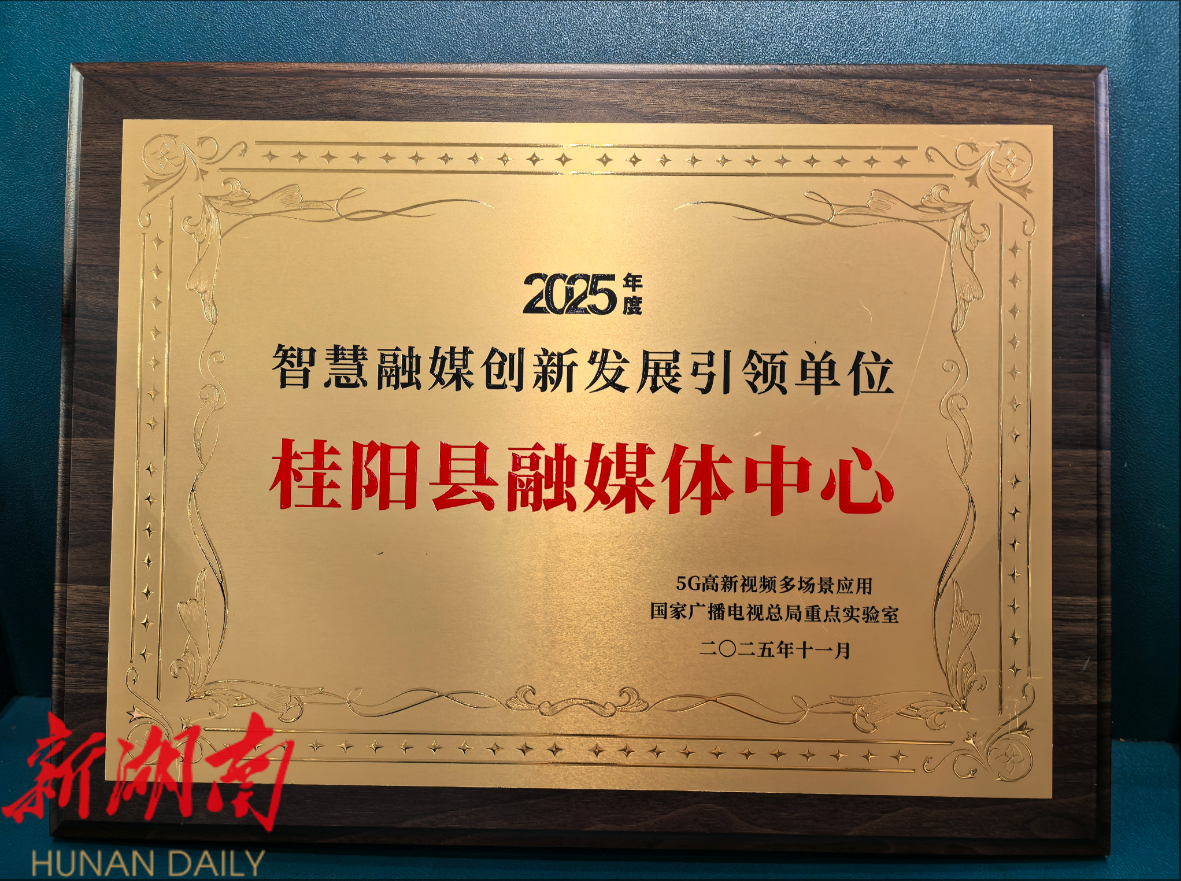 2025年度
智慧融媒创新发展引领单位
桂阳县融媒体中心
5G高新视频多场景应用
国家广播电视总局重点实验室
二〇二五年十一月
新湖南
HUNAN DAILY